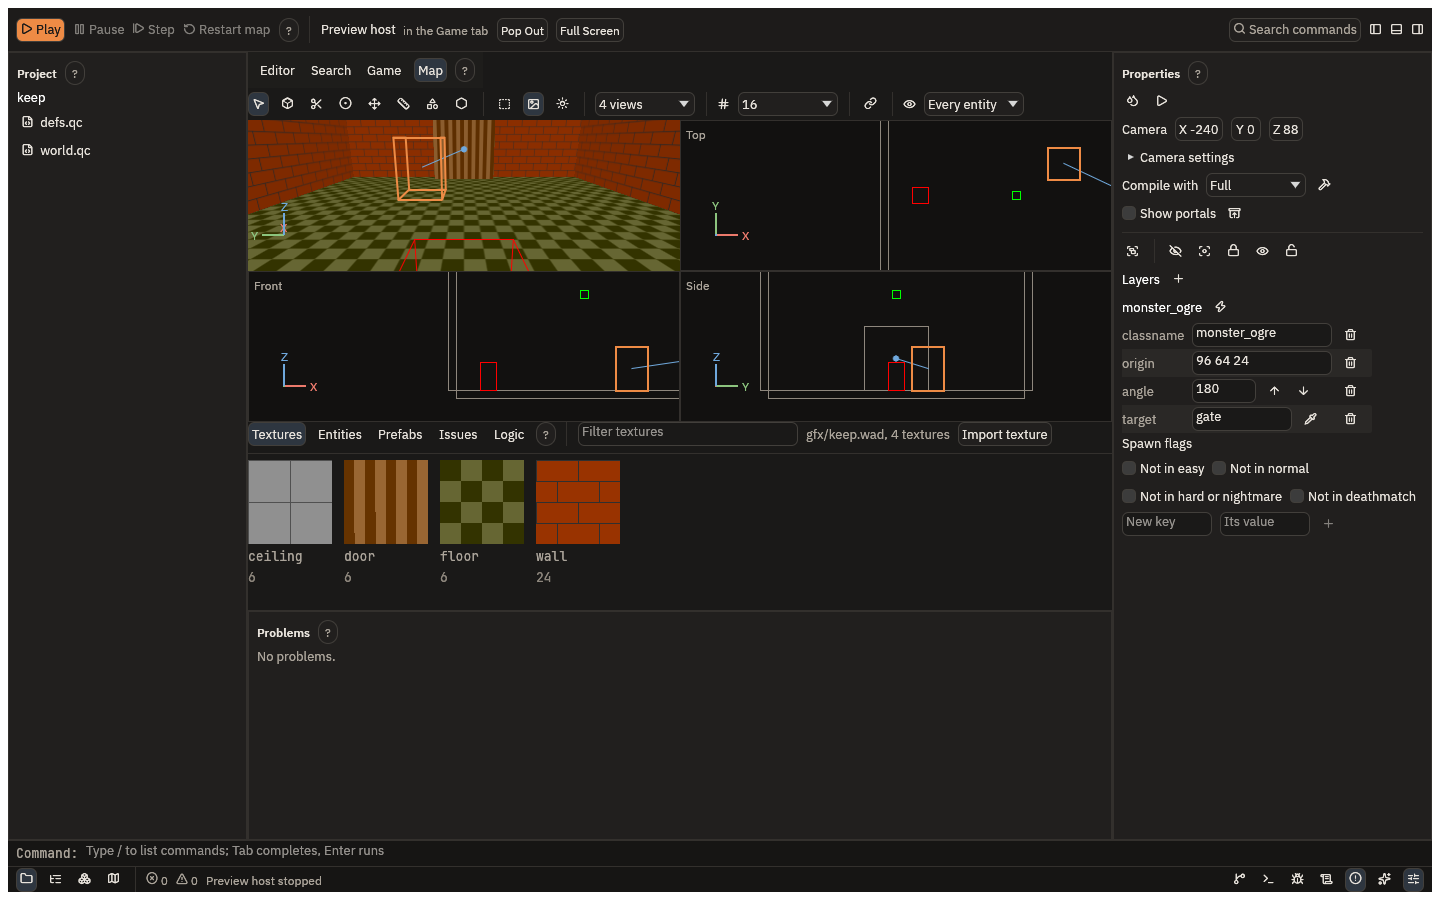 Play Pause Step Restart map ? Preview host in the Game tab Pop Out Full Screen Search commands
Project ?
keep
defs.qc
world.qc
Editor Search Game Map ?
4 views # 16 Every entity
Z
Y X
Top
Y
X
Front
Z
X
Side
Z
Y
Textures Entities Prefabs Issues Logic ? Filter textures gfx/keep.wad, 4 textures Import texture
ceiling door floor wall
6 6 6 24
Problems ?
No problems.
Properties ?
Camera X -240 Y 0 Z 88
Camera settings
Compile with Full
Show portals
Layers +
monster_ogre
classname monster_ogre
origin 96 64 24
angle 180
target gate
Spawn flags
Not in easy Not in normal
Not in hard or nightmare Not in deathmatch
New key Its value +
Command: Type / to list commands; Tab completes, Enter runs
0 0 Preview host stopped